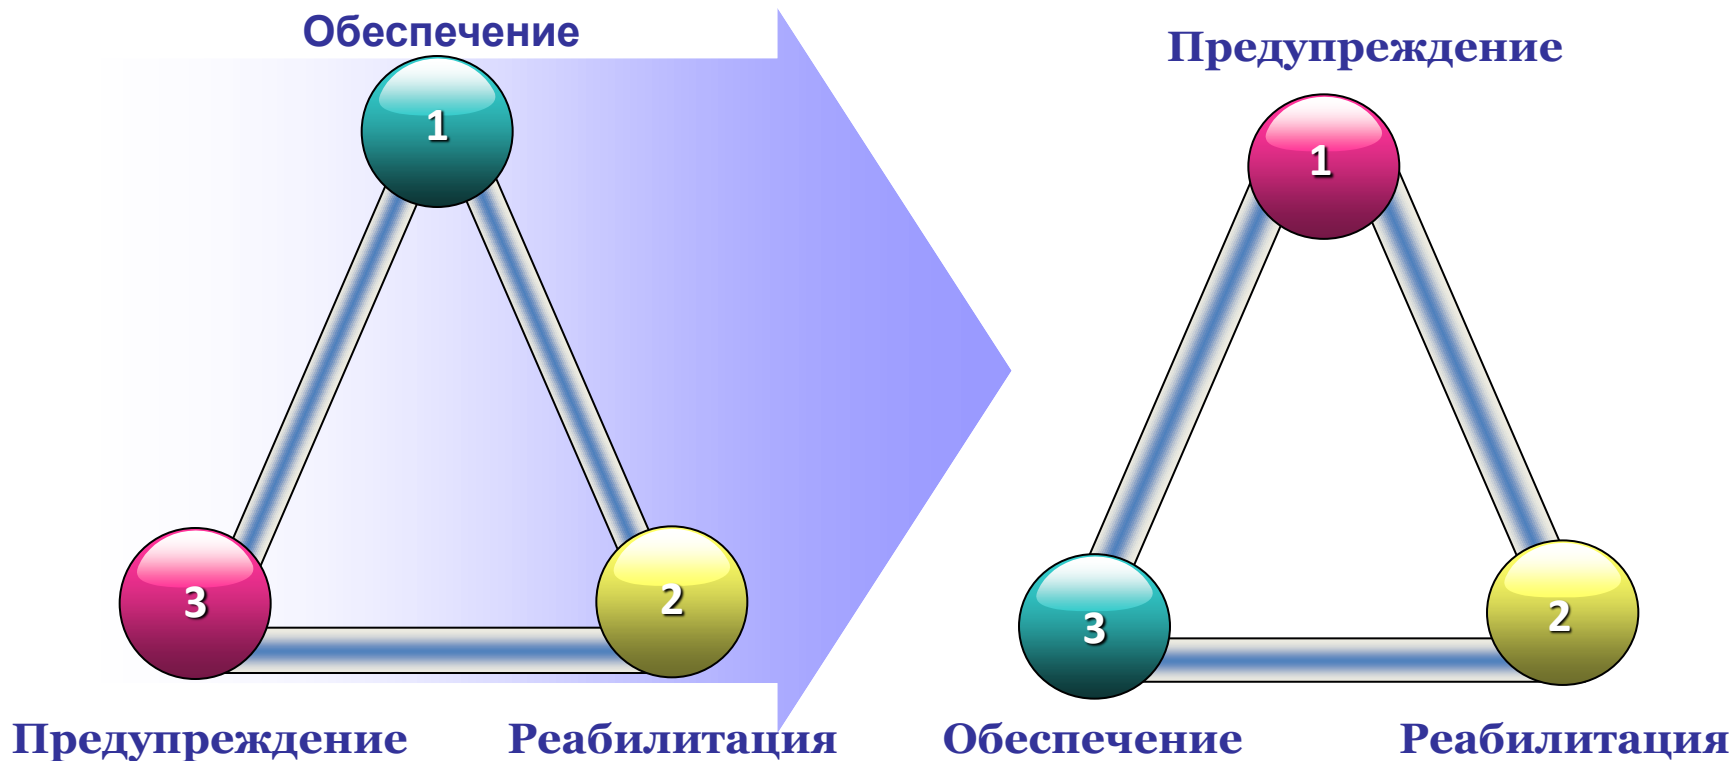 Обеспечение
1
3
2
Предупреждение
Реабилитация
Предупреждение
1
3
2
Обеспечение
Реабилитация